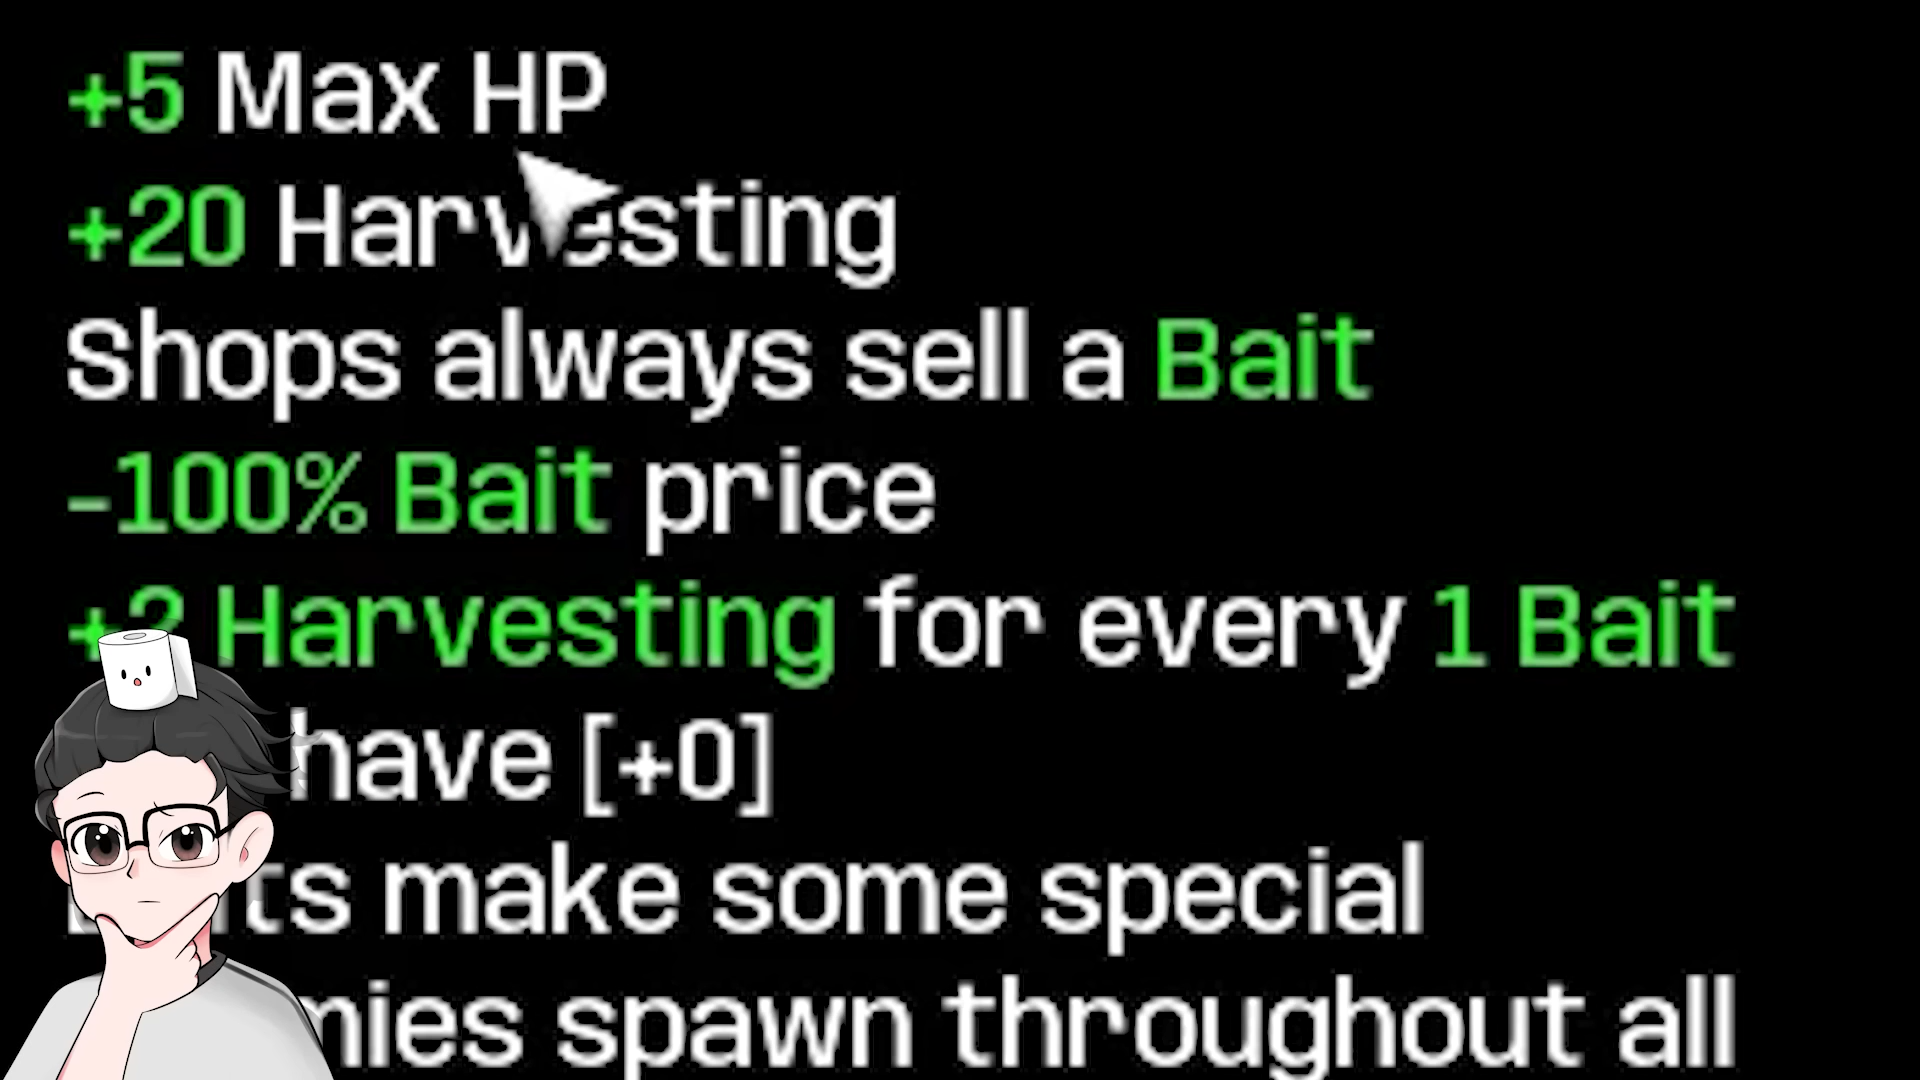 +5 Max HP
+20 Harvesting
Shops always sell a Bait
-100% Bait price
+2 Harvesting for every 1 Bait
have [+0]
make some special
spawn throughout all